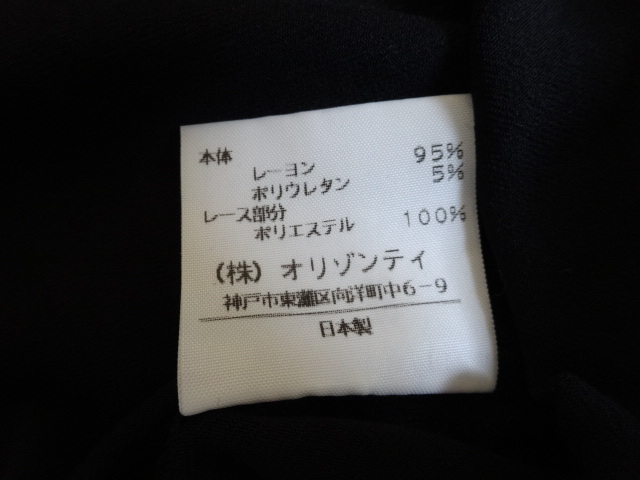 本体
レーヨン 95%
ポリウレタン 5%
レース部分
ポリエステル 100%
(株) オリゾンティ
神戸市東灘区向洋町中6-9
日本製